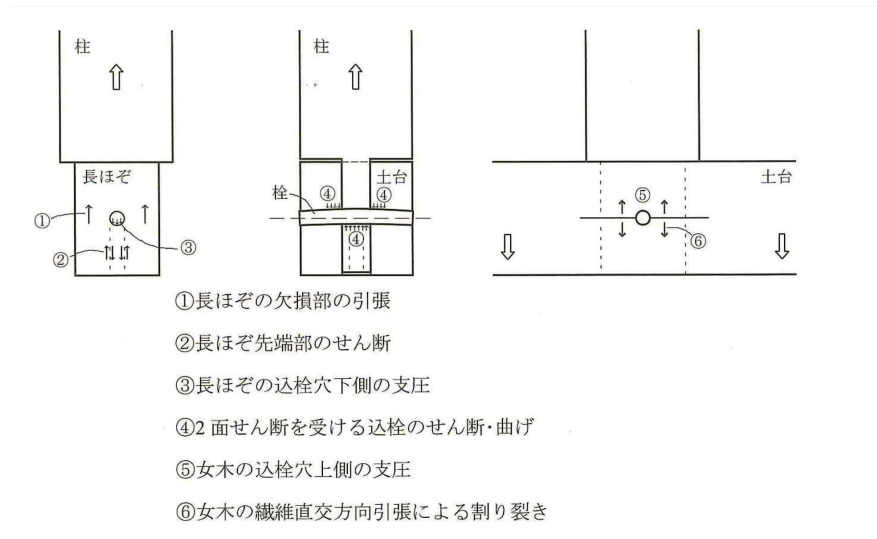 柱
柱
長ほぞ
土台
土台
栓
④
④
⑤
①
④
⑥
③
②
①長ほぞの欠損部の引張
②長ほぞ先端部のせん断
③長ほぞの込栓穴下側の支圧
④2面せん断を受ける込栓のせん断・曲げ
⑤女木の込栓穴上側の支圧
⑥女木の繊維直交方向引張による割り裂き